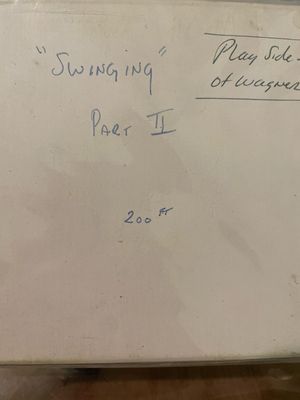 "SWINGING"
PART II
200 FT
Play Side
of Wagner